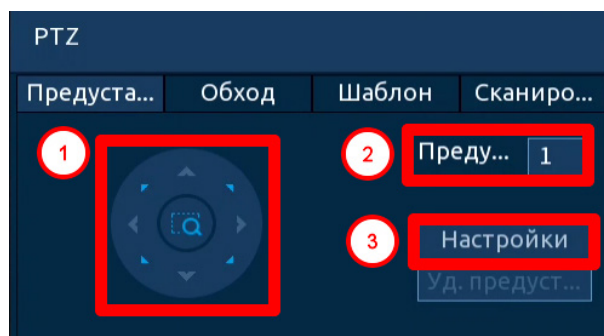 PTZ
Предуста... Обход Шаблон Сканиро...
1 2 Преду... 1
3 Настройки
Уд. предуст...